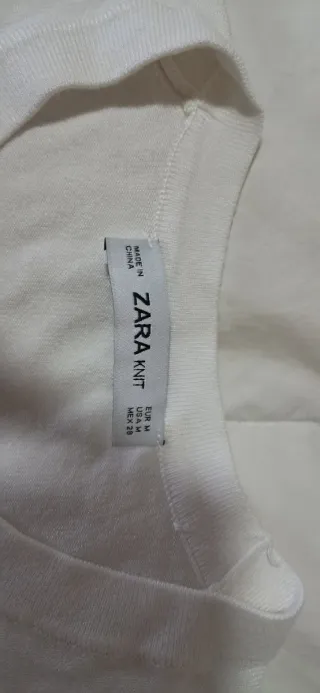 MADE IN
CHINA
ZARA KNIT
EUR M
USA M
MEX 28